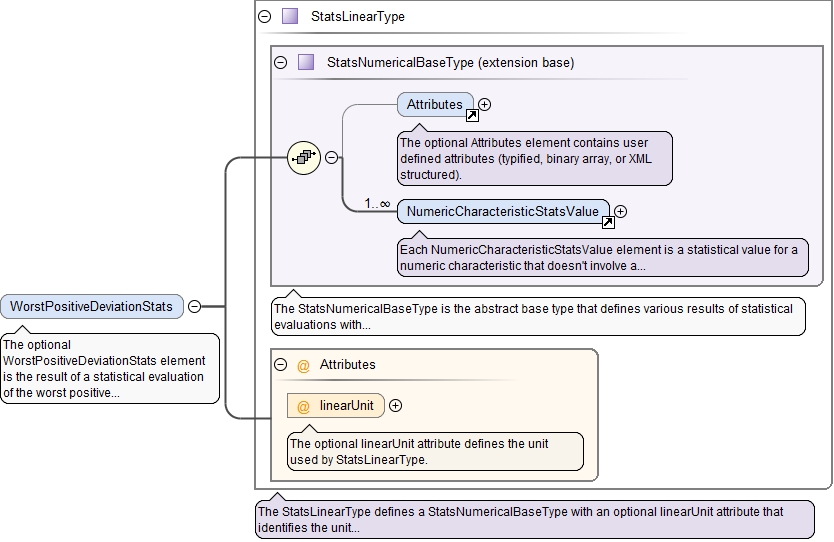 StatsLinearType
StatsNumericalBaseType (extension base)
Attributes
The optional Attributes element contains user
defined attributes (typified, binary array, or XML
structured).
1..∞
NumericCharacteristicStatsValue
Each NumericCharacteristicStatsValue element is a statistical value for a
numeric characteristic that doesn't involve a...
The StatsNumericalBaseType is the abstract base type that defines various results of statistical
evaluations with...
WorstPositiveDeviationStats
The optional
WorstPositiveDeviationStats element
is the result of a statistical evaluation
of the worst positive...
@ Attributes
@ linearUnit
The optional linearUnit attribute defines the unit
used by StatsLinearType.
The StatsLinearType defines a StatsNumericalBaseType with an optional linearUnit attribute that
identifies the unit...